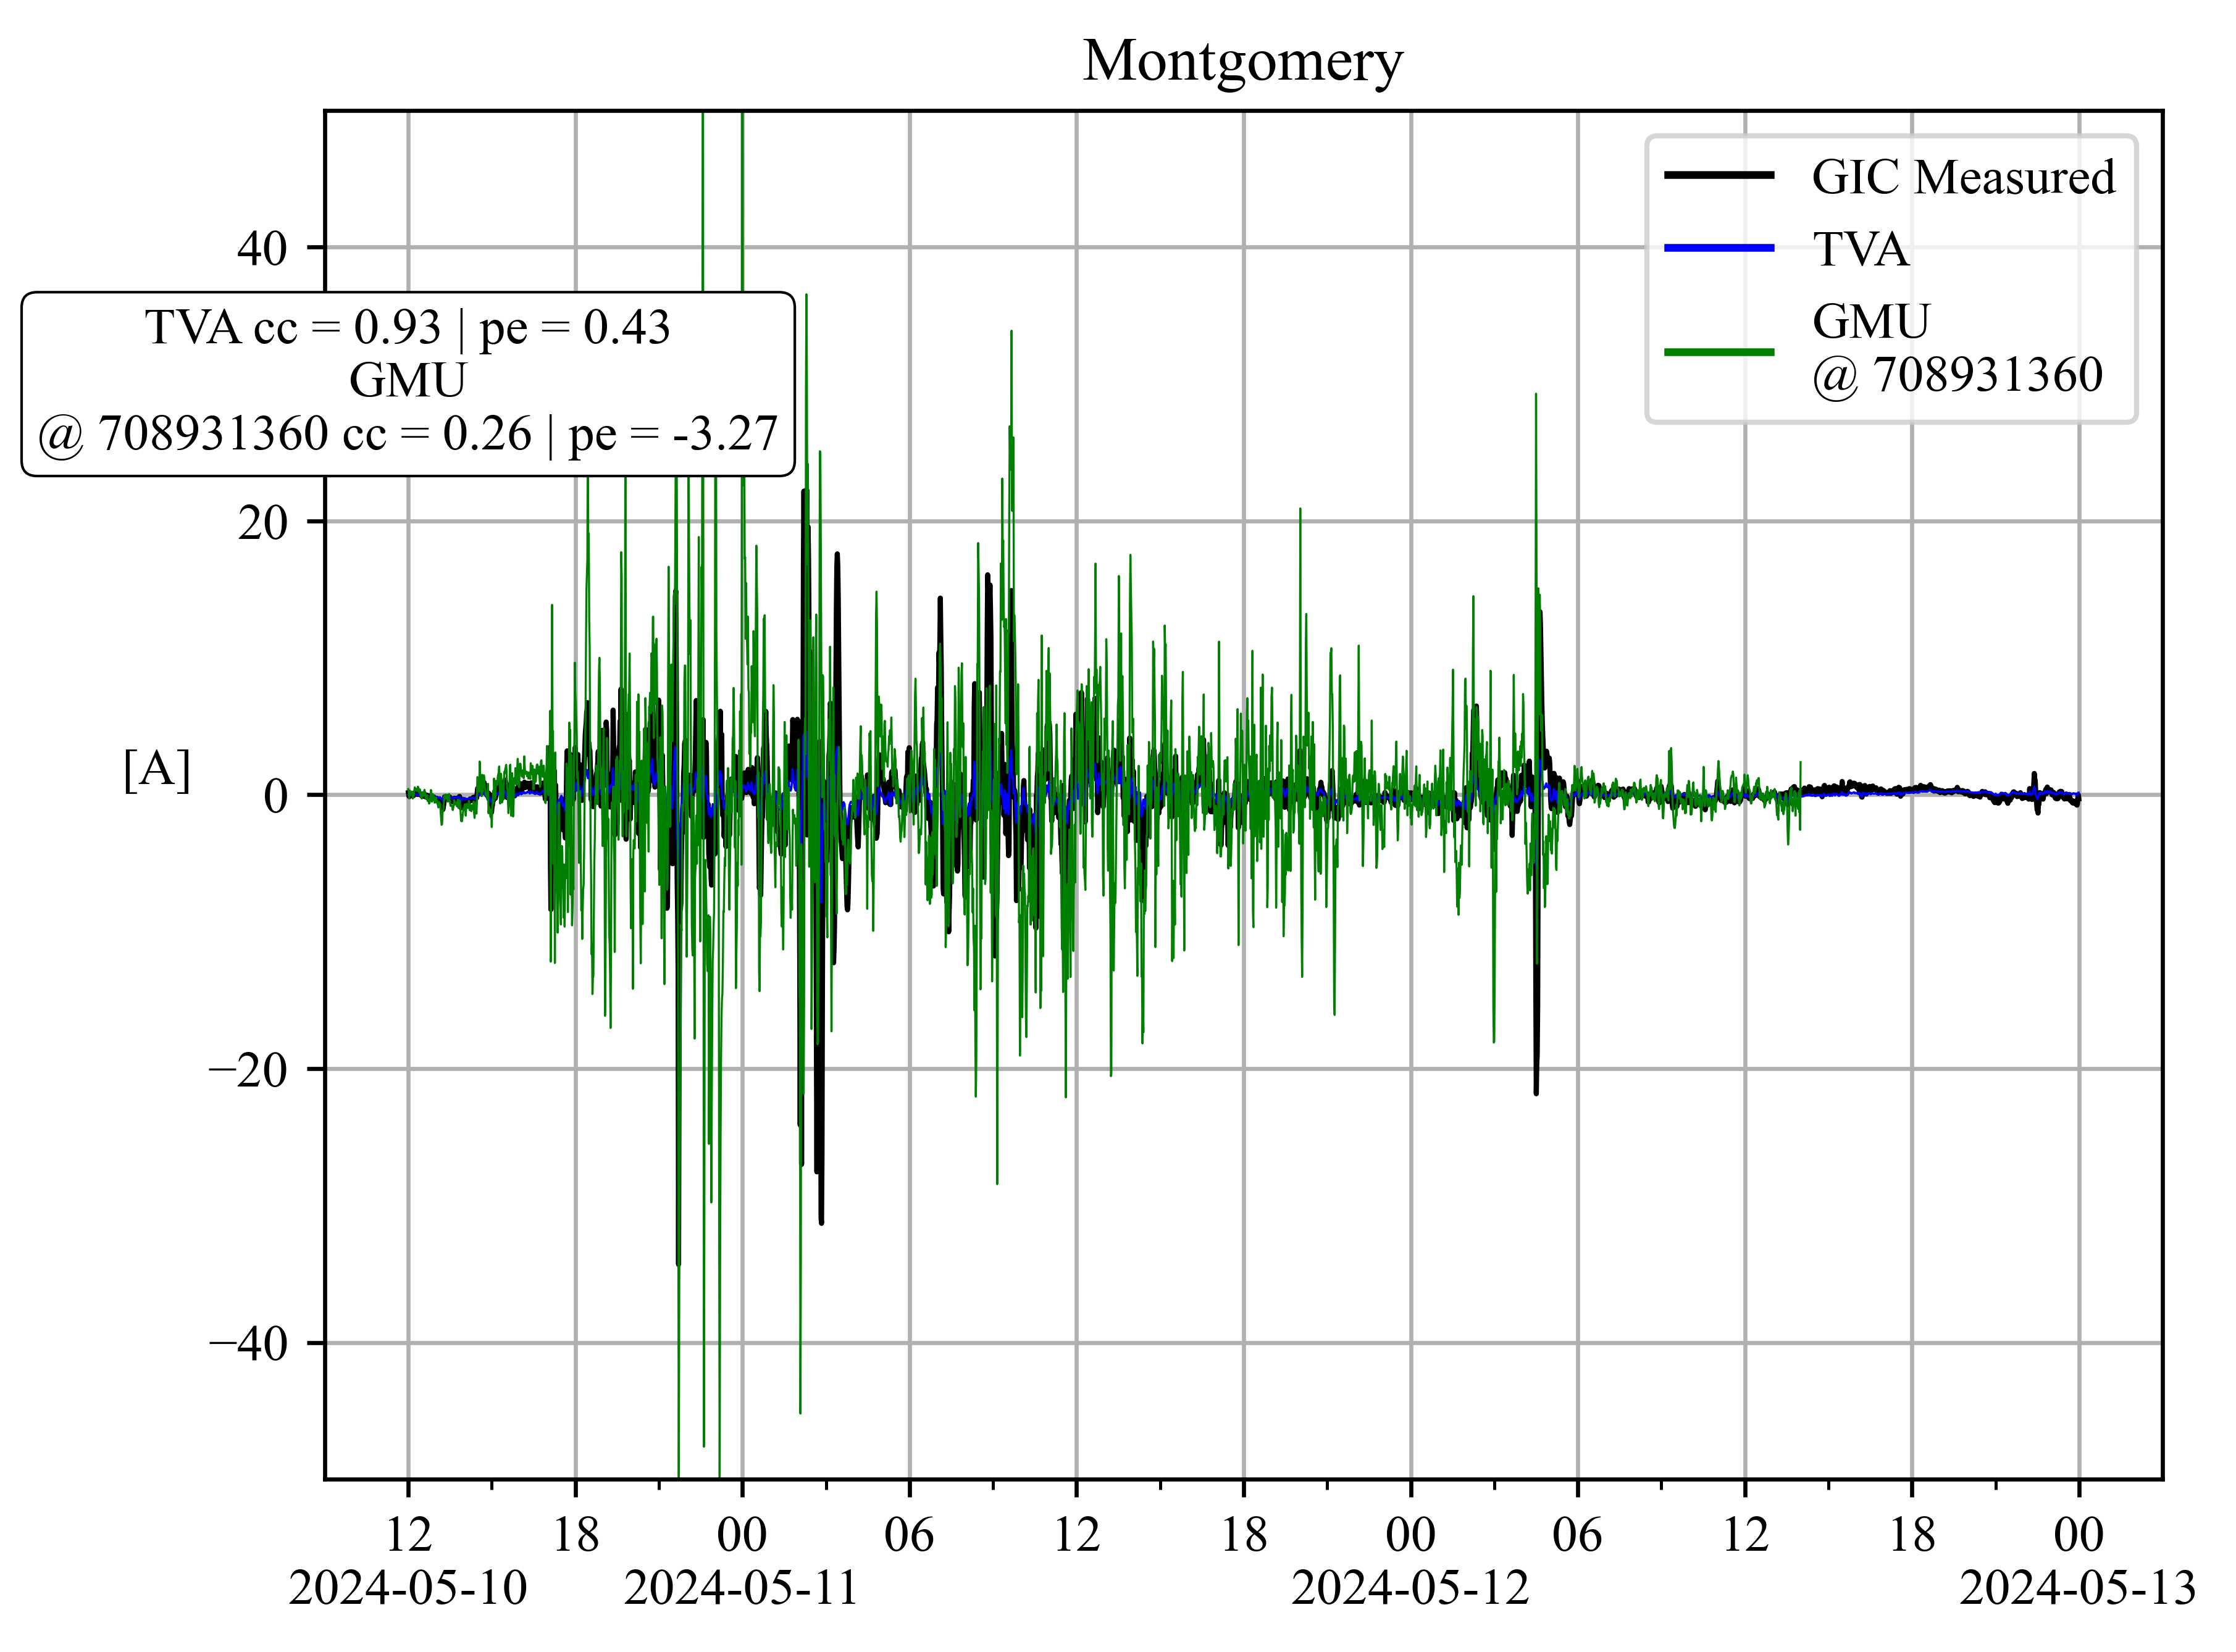 Montgomery
GIC Measured
TVA
GMU
@ 708931360
TVA cc = 0.93 | pe = 0.43
GMU
@ 708931360 cc = 0.26 | pe = -3.27
[A]
40
20
0
−20
−40
12 18 00 06 12 18 00 06 12 18 00
2024-05-10 2024-05-11 2024-05-12 2024-05-13